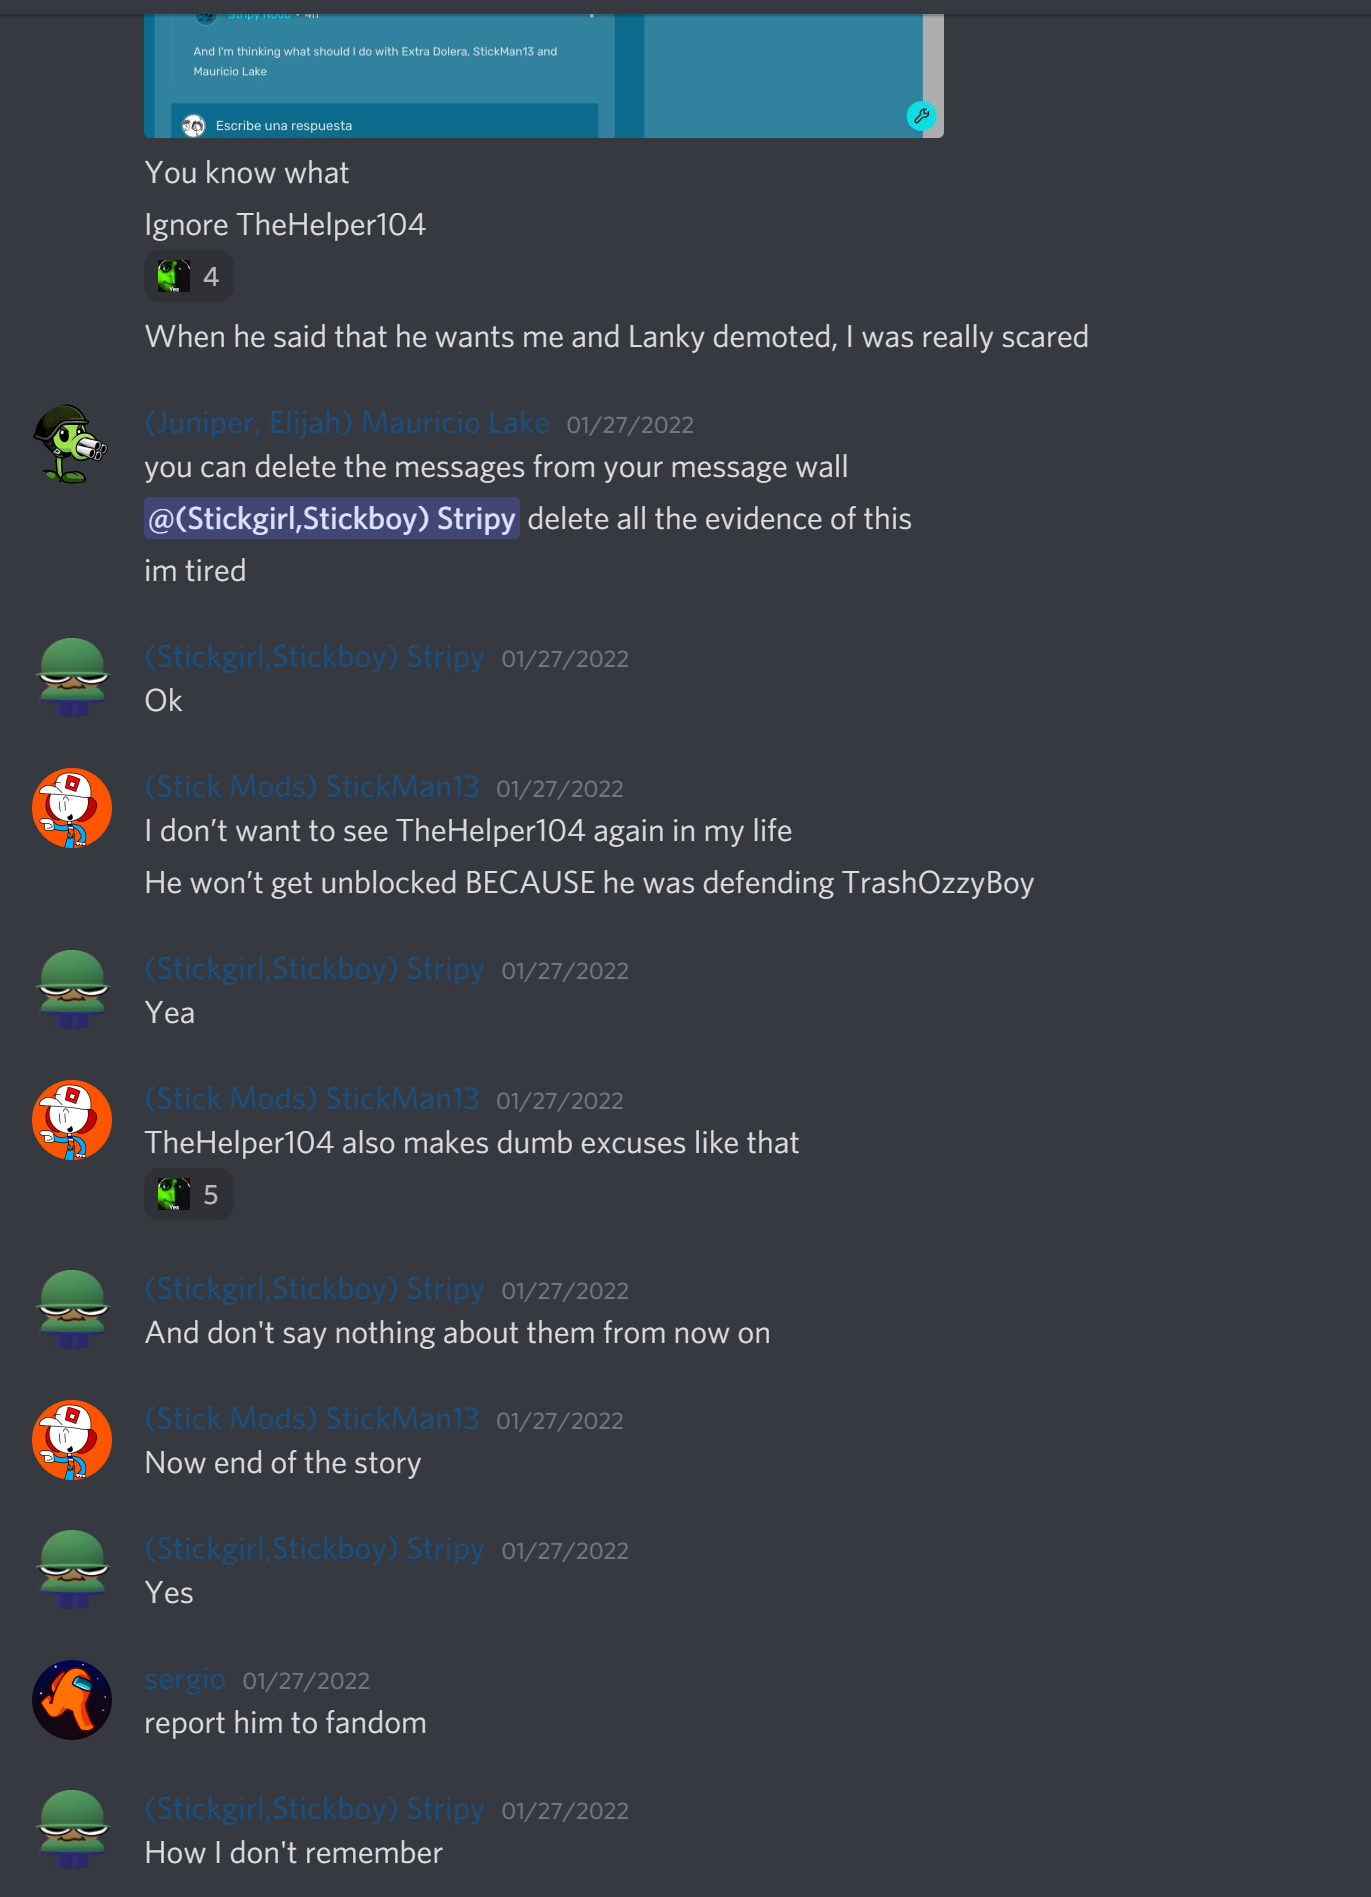 Stripy Noob • 4h
And I'm thinking what should I do with Extra Dolera, StickMan13 and
Mauricio Lake
Escribe una respuesta
You know what
Ignore TheHelper104
Yes 4
When he said that he wants me and Lanky demoted, I was really scared
(Juniper, Elijah) Mauricio Lake 01/27/2022
you can delete the messages from your message wall
@(Stickgirl,Stickboy) Stripy delete all the evidence of this
im tired
(Stickgirl,Stickboy) Stripy 01/27/2022
Ok
(Stick Mods) StickMan13 01/27/2022
I don’t want to see TheHelper104 again in my life
He won’t get unblocked BECAUSE he was defending TrashOzzyBoy
(Stickgirl,Stickboy) Stripy 01/27/2022
Yea
(Stick Mods) StickMan13 01/27/2022
TheHelper104 also makes dumb excuses like that
Yes 5
(Stickgirl,Stickboy) Stripy 01/27/2022
And don't say nothing about them from now on
(Stick Mods) StickMan13 01/27/2022
Now end of the story
(Stickgirl,Stickboy) Stripy 01/27/2022
Yes
sergio 01/27/2022
report him to fandom
(Stickgirl,Stickboy) Stripy 01/27/2022
How I don't remember